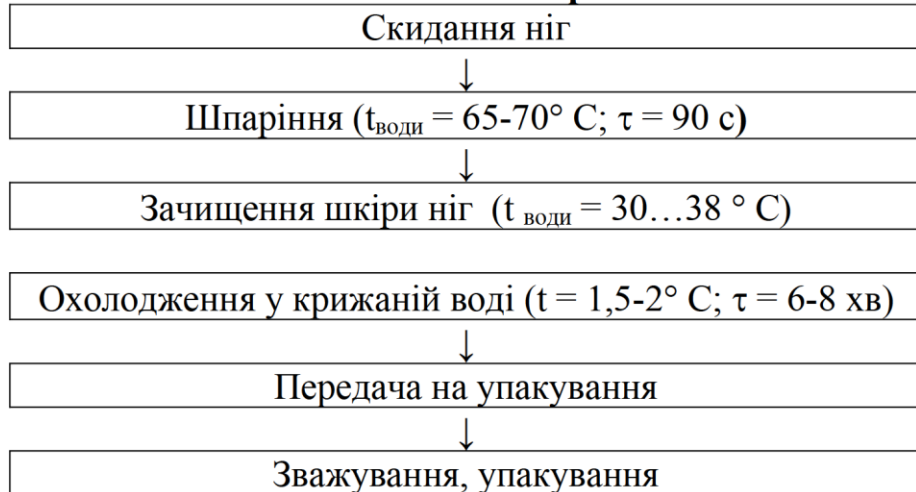 Скидання ніг
↓
Шпаріння (tводи = 65-70° С; τ = 90 с)
↓
Зачищення шкіри ніг (t води = 30…38 ° С)
Охолодження у крижаній воді (t = 1,5-2° С; τ = 6-8 хв)
↓
Передача на упакування
↓
Зважування, упакування